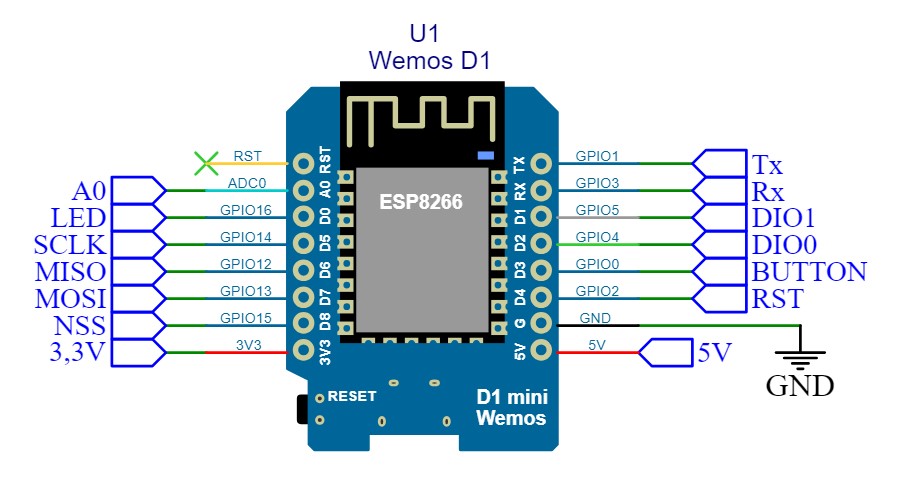 U1
Wemos D1
RST RST TX GPIO1 Tx
A0 ADC0 A0 RX GPIO3 Rx
LED GPIO16 D0 D1 GPIO5 DIO1
SCLK GPIO14 D5 D2 GPIO4 DIO0
MISO GPIO12 D6 D3 GPIO0 BUTTON
MOSI GPIO13 D7 D4 GPIO2 RST
NSS GPIO15 D8 G GND
3,3V 3V3 3V3 5V 5V 5V
ESP8266
GND
RESET
D1 mini
Wemos